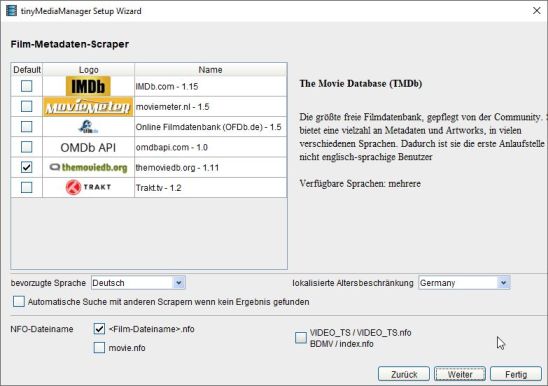 tinyMediaManager Setup Wizard
Film-Metadaten-Scraper
Default Logo Name
IMDb IMDb.com - 1.15
MovieMeter moviemeter.nl - 1.5
Online Filmdatenbank (OFDb.de) - 1.5
OMDb API omdbapi.com - 1.0
themoviedb.org themoviedb.org - 1.11
TRAKT Trakt.tv - 1.2
The Movie Database (TMDb)
Die größte freie Filmdatenbank, gepflegt von der Community. S
bietet eine vielzahl an Metadaten und Artworks, in vielen
verschiedenen Sprachen. Dadurch ist sie die erste Anlaufstelle
nicht englisch-sprachige Benutzer
Verfügbare Sprachen: mehrere
bevorzugte Sprache Deutsch lokalisierte Altersbeschränkung Germany
Automatische Suche mit anderen Scrapern wenn kein Ergebnis gefunden
NFO-Dateiname <Film-Dateiname>.nfo
movie.nfo
VIDEO_TS / VIDEO_TS.nfo
BDMV / index.nfo
Zurück Weiter Fertig